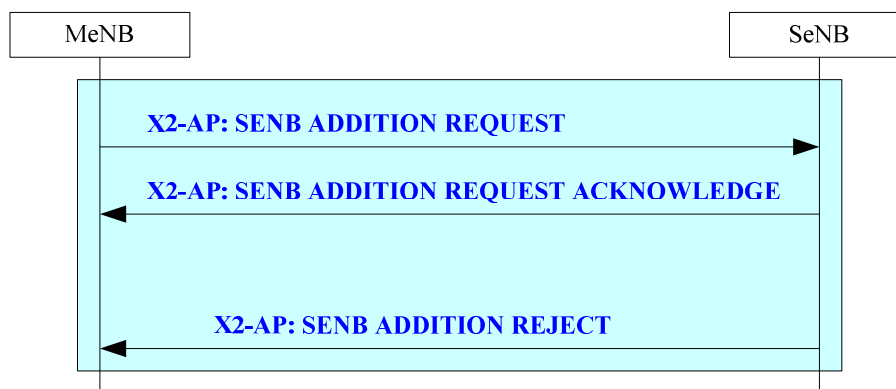 MeNB
SeNB
X2-AP: SENB ADDITION REQUEST
X2-AP: SENB ADDITION REQUEST ACKNOWLEDGE
X2-AP: SENB ADDITION REJECT